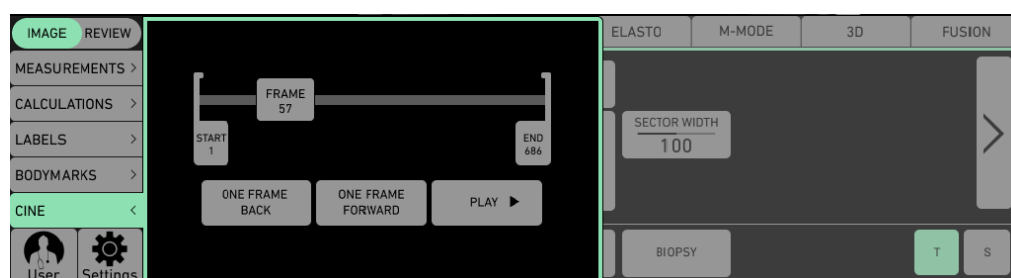 IMAGE REVIEW
ELASTO M-MODE 3D FUSION
MEASUREMENTS >
CALCULATIONS >
LABELS >
BODYMARKS >
CINE <
User Settings
FRAME
57
START
1
END
686
ONE FRAME
BACK
ONE FRAME
FORWARD
PLAY ▶
SECTOR WIDTH
100
BIOPSY
T S